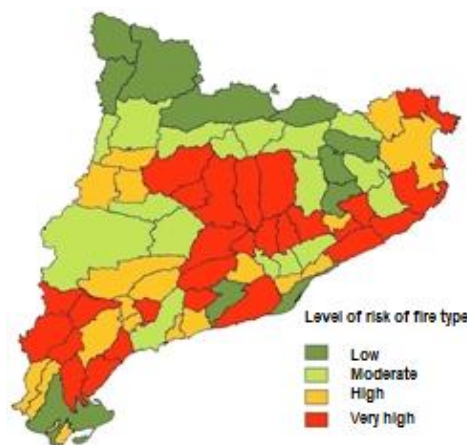 Level of risk of fire type
Low
Moderate
High
Very high